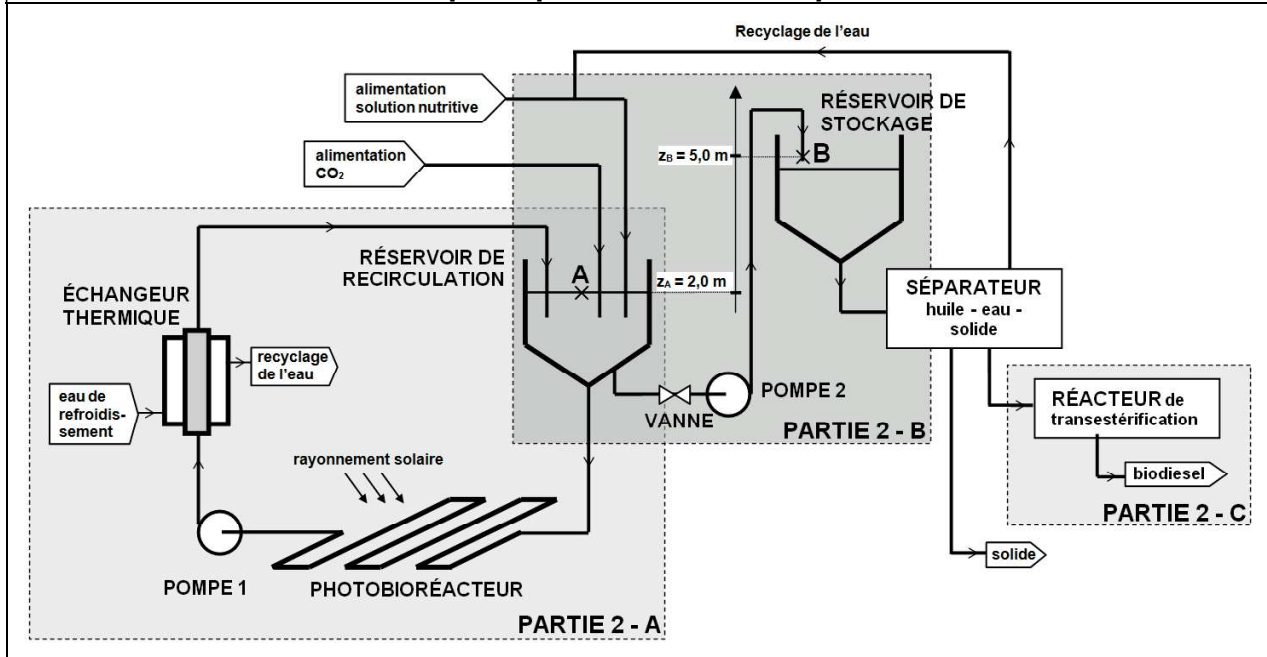 Recyclage de l'eau
alimentation
solution nutritive
alimentation
CO₂
RÉSERVOIR DE
STOCKAGE
zB = 5,0 m
B
RÉSERVOIR DE
RECIRCULATION
A
zA = 2,0 m
ÉCHANGEUR
THERMIQUE
recyclage
de l'eau
eau de
refroidis-
sement
SÉPARATEUR
huile - eau -
solide
POMPE 2
VANNE
PARTIE 2 - B
RÉACTEUR de
transestérification
biodiesel
PARTIE 2 - C
rayonnement solaire
solide
POMPE 1
PHOTOBIORÉACTEUR
PARTIE 2 - A